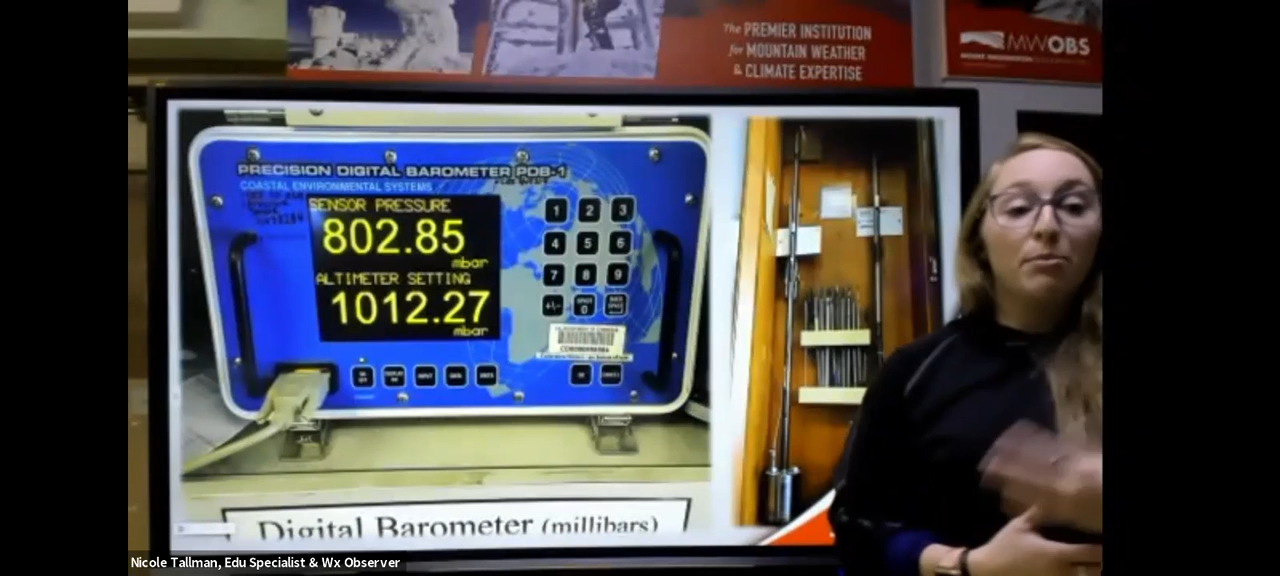 The PREMIER INSTITUTION
for MOUNTAIN WEATHER
& CLIMATE EXPERTISE
MWOBS
PRECISION DIGITAL BAROMETER PDB-1
COASTAL ENVIRONMENTAL SYSTEMS
SENSOR PRESSURE
802.85
mbar
ALTIMETER SETTING
1012.27
mbar
1 2 3
4 5 6
7 8 9
0
Digital Barometer (millibars)
Nicole Tallman, Edu Specialist & Wx Observer